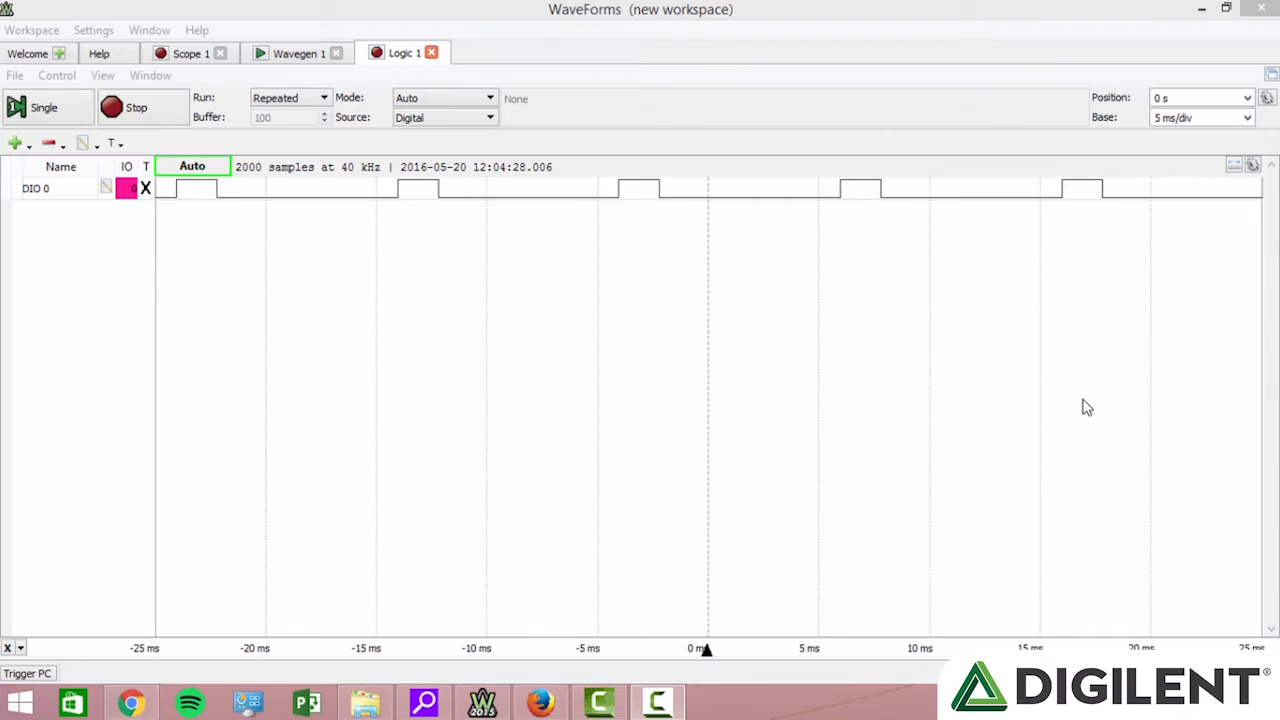 WaveForms (new workspace)
Workspace Settings Window Help
Welcome Help Scope 1 Wavegen 1 Logic 1
File Control View Window
Single Stop Run: Repeated Mode: Auto None Position: 0 s
Buffer: 100 Source: Digital Base: 5 ms/div
T
Name IO T Auto 2000 samples at 40 kHz | 2016-05-20 12:04:28.006
DIO 0 0 X
X -25 ms -20 ms -15 ms -10 ms -5 ms 0 ms 5 ms 10 ms 15 ms 20 ms 25 ms
Trigger PC
W 2015
DIGILENT®